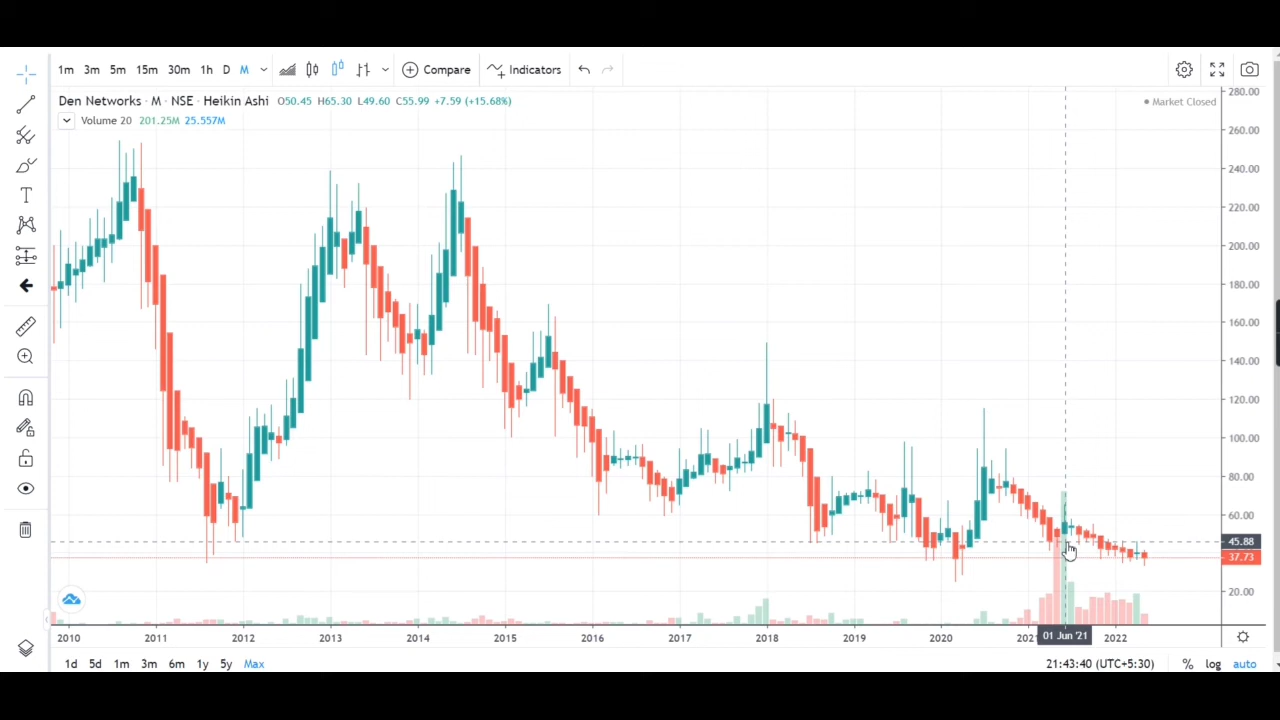 1m 3m 5m 15m 30m 1h D M Compare Indicators
Den Networks · M · NSE · Heikin Ashi O50.45 H65.30 L49.60 C55.99 +7.59 (+15.68%)
Market Closed
Volume 20 201.25M 25.557M
280.00
260.00
240.00
220.00
200.00
180.00
160.00
140.00
120.00
100.00
80.00
60.00
45.88
37.73
20.00
2010 2011 2012 2013 2014 2015 2016 2017 2018 2019 2020 202 01 Jun '21 2022
1d 5d 1m 3m 6m 1y 5y Max 21:43:40 (UTC+5:30) % log auto